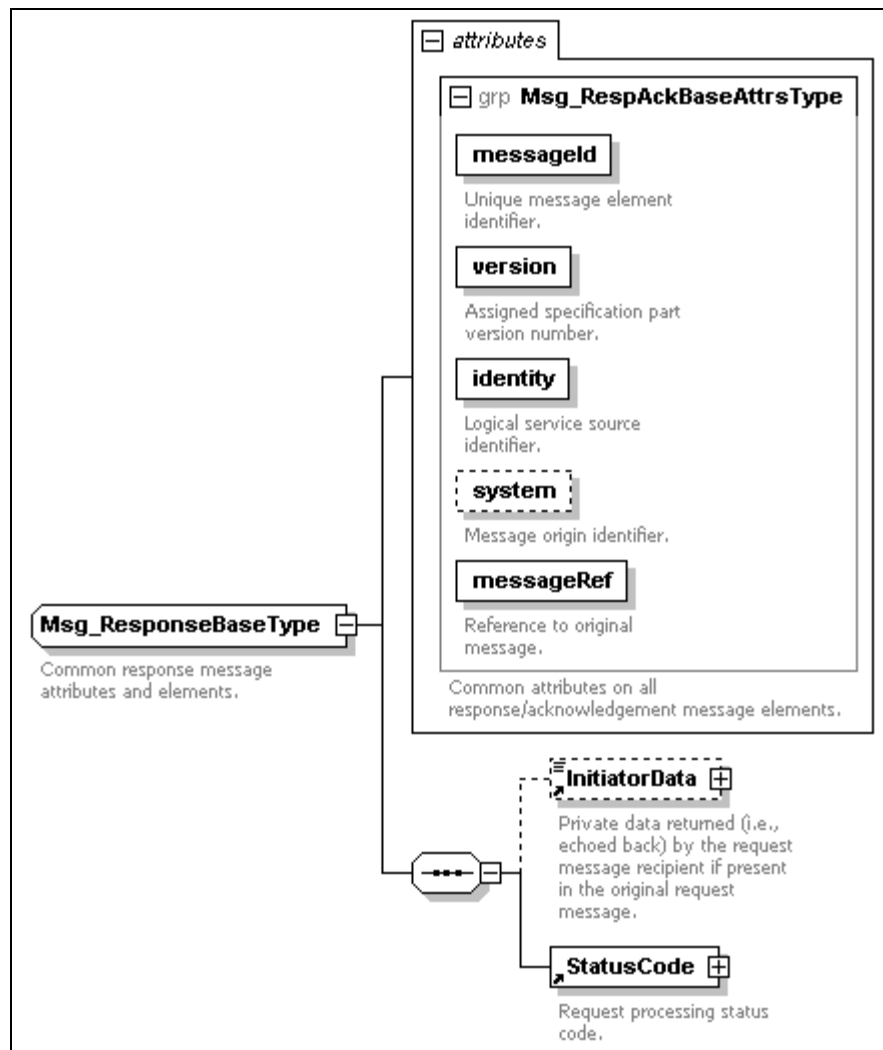 attributes
grp Msg_RespAckBaseAttrsType
messageId
Unique message element
identifier.
version
Assigned specification part
version number.
identity
Logical service source
identifier.
system
Message origin identifier.
messageRef
Reference to original
message.
Common attributes on all
response/acknowledgement message elements.
Msg_ResponseBaseType
Common response message
attributes and elements.
InitiatorData
Private data returned (i.e.,
echoed back) by the request
message recipient if present
in the original request
message.
StatusCode
Request processing status
code.